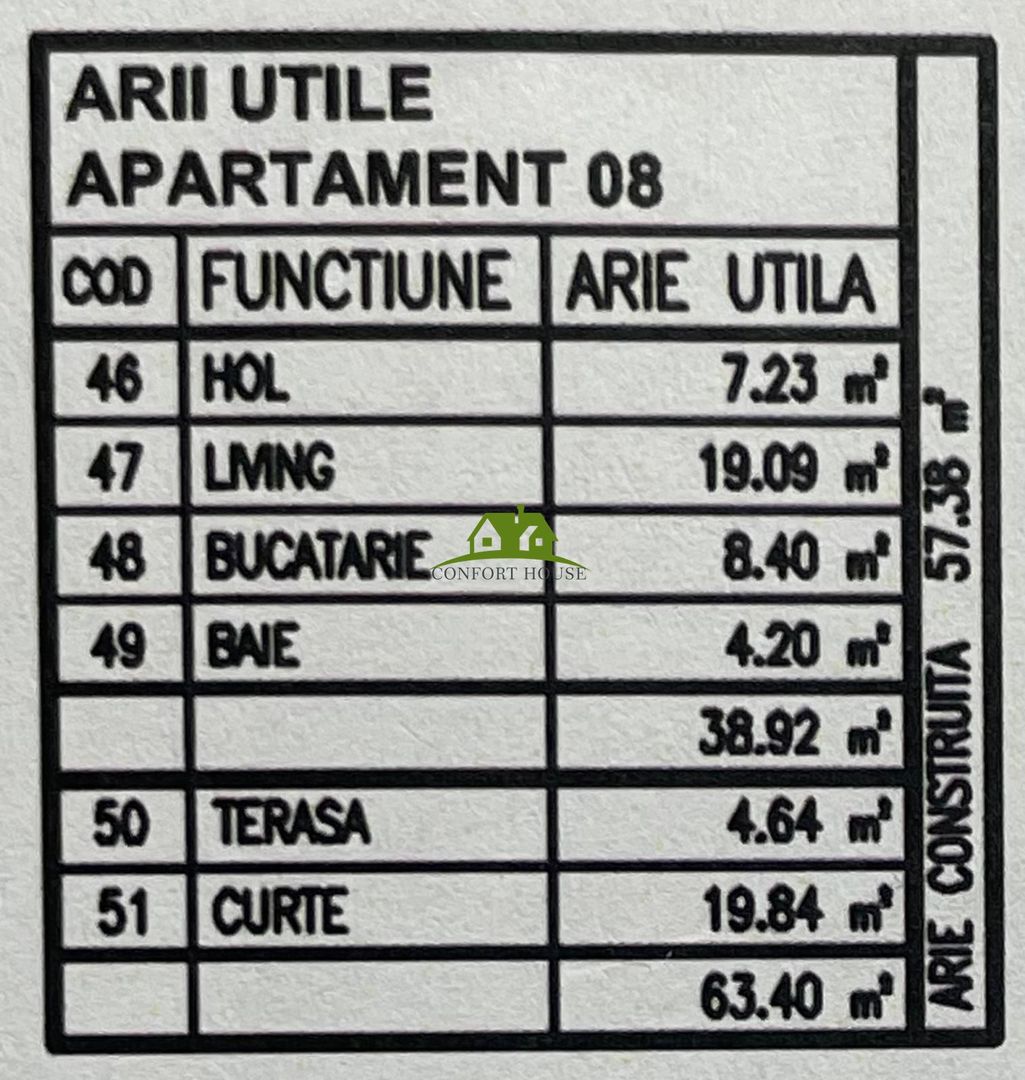 ARII UTILE
APARTAMENT 08
COD FUNCTIUNE ARIE UTILA
46 HOL 7.23 m²
47 LIVING 19.09 m²
48 BUCATARIE 8.40 m²
49 BAIE 4.20 m²
38.92 m²
50 TERASA 4.64 m²
51 CURTE 19.84 m²
63.40 m²
ARIE CONSTRUITA 57.38 m²
CONFORT HOUSE